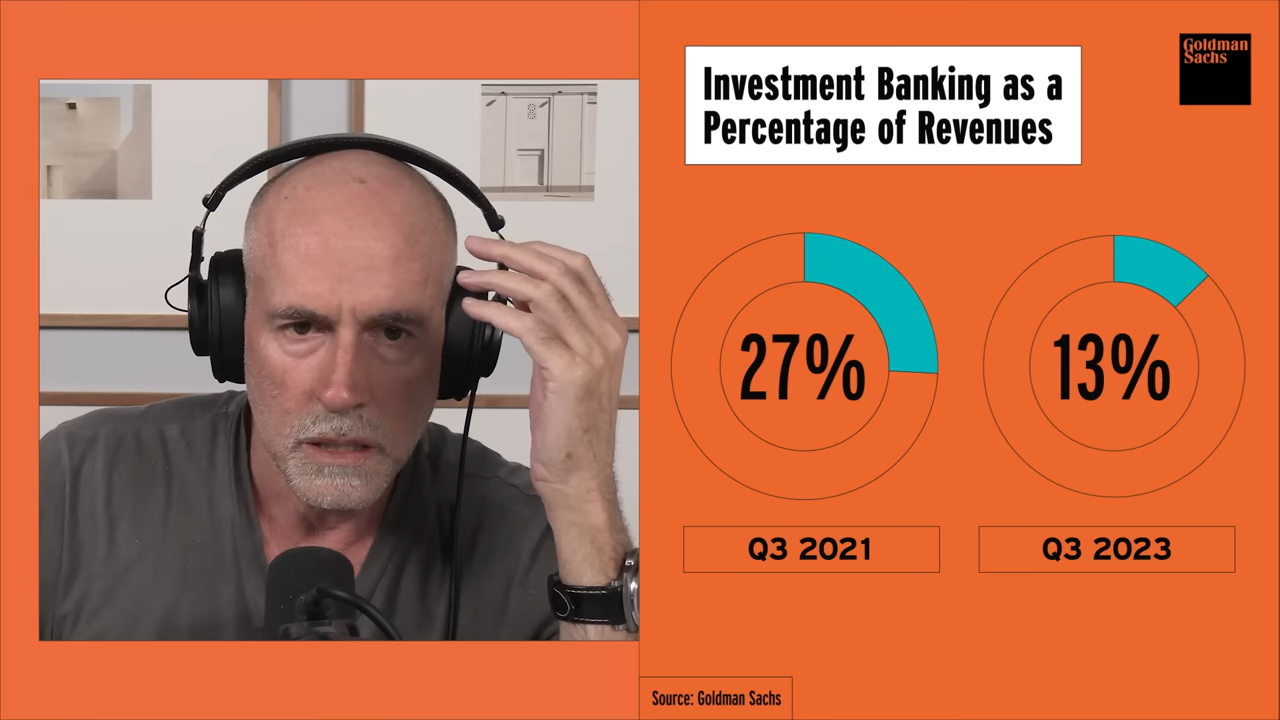 Investment Banking as a
Percentage of Revenues
Goldman
Sachs
27%
13%
Q3 2021
Q3 2023
Source: Goldman Sachs